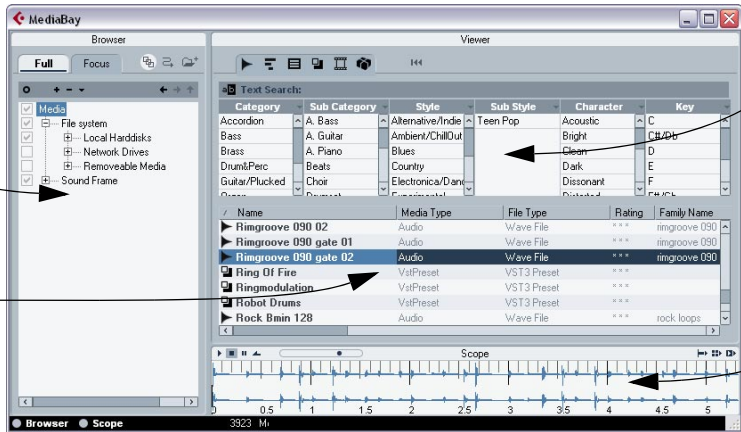 MediaBay
Browser
Viewer
Full Focus
Text Search:
Category Sub Category Style Sub Style Character Key
Accordion A. Bass Alternative/Indie Teen Pop Acoustic C
Bass A. Guitar Ambient/ChillOut Bright C#/Db
Brass A. Piano Blues Clean D
Drum&Perc Beats Country Dark E
Guitar/Plucked Choir Electronica/Danc Dissonant F
Media
File system
Local Harddisks
Network Drives
Removeable Media
Sound Frame
/ Name Media Type File Type Rating Family Name
Rimgroove 090 02 Audio Wave File *** rimgroove 090
Rimgroove 090 gate 01 Audio Wave File *** rimgroove 090
Rimgroove 090 gate 02 Audio Wave File *** rimgroove 090
Ring Of Fire VstPreset VST3 Preset ***
Ringmodulation VstPreset VST3 Preset ***
Robot Drums VstPreset VST3 Preset ***
Rock Bmin 128 Audio Wave File *** rock loops
Scope
0 0.5 1 1.5 2 2.5 3 3.5 4 4.5 5
Browser Scope 3923